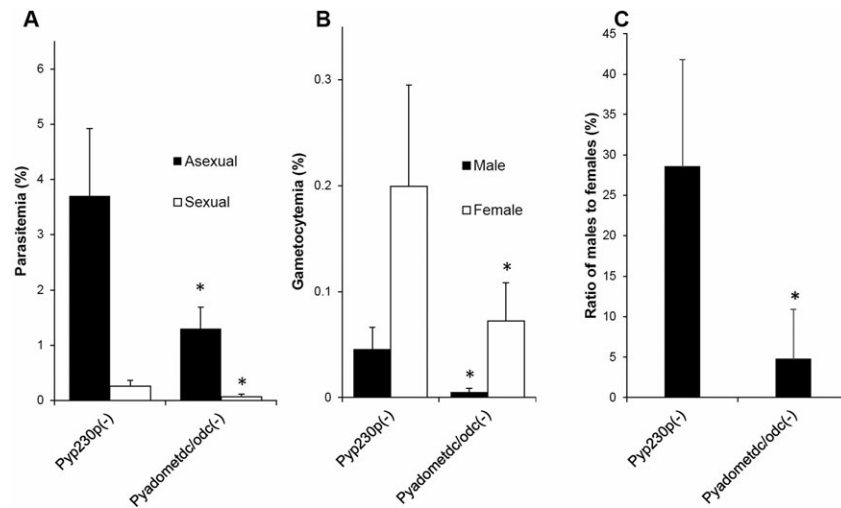 A
Parasitemia (%)
6
5
4
3
2
1
0
Asexual
Sexual
*
*
Pyp230p(-)
Pyadometdc/odc(-)
B
Gametocytemia (%)
0.3
0.2
0.1
0
Male
Female
*
*
Pyp230p(-)
Pyadometdc/odc(-)
C
Ratio of males to females (%)
45
40
35
30
25
20
15
10
5
0
*
Pyp230p(-)
Pyadometdc/odc(-)